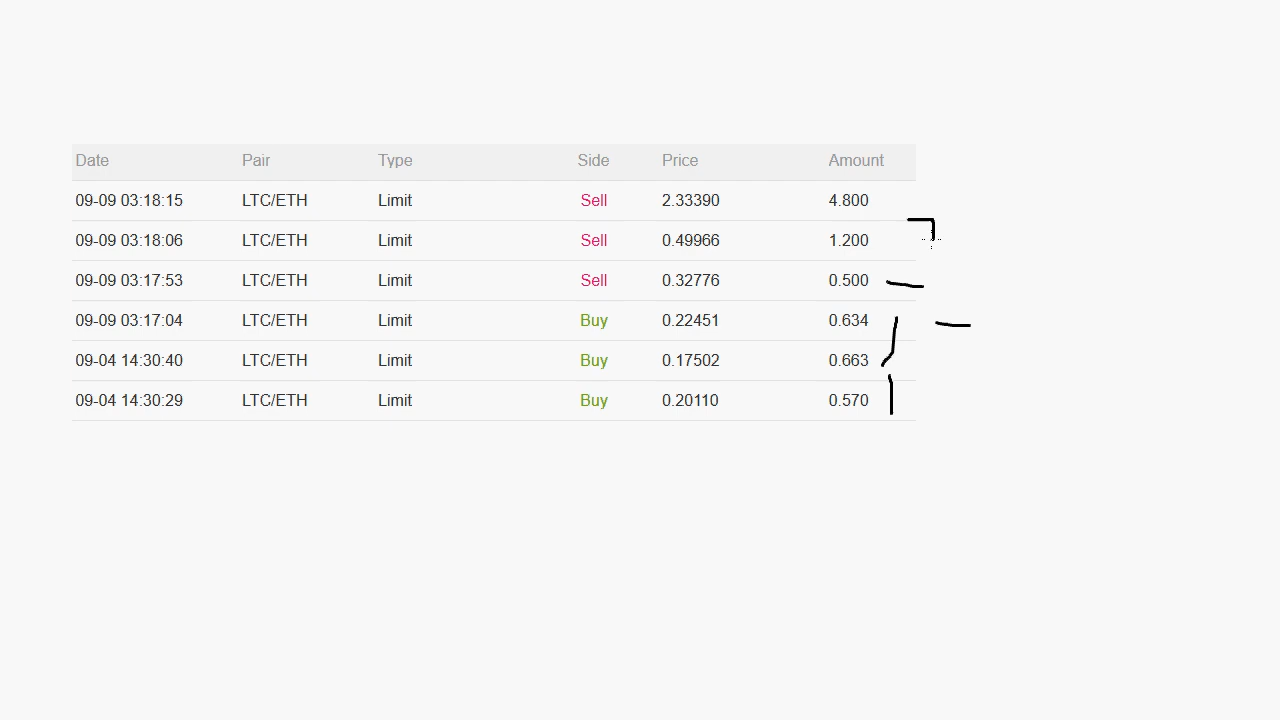 Date Pair Type Side Price Amount
09-09 03:18:15 LTC/ETH Limit Sell 2.33390 4.800
09-09 03:18:06 LTC/ETH Limit Sell 0.49966 1.200
09-09 03:17:53 LTC/ETH Limit Sell 0.32776 0.500
09-09 03:17:04 LTC/ETH Limit Buy 0.22451 0.634
09-04 14:30:40 LTC/ETH Limit Buy 0.17502 0.663
09-04 14:30:29 LTC/ETH Limit Buy 0.20110 0.570